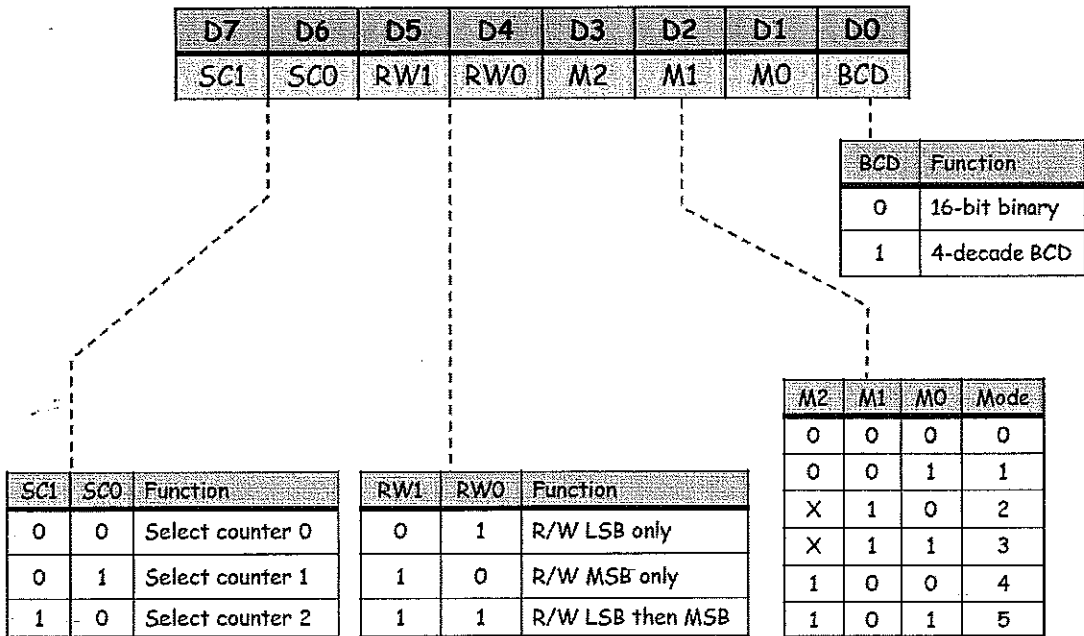 D7 D6 D5 D4 D3 D2 D1 D0
SC1 SC0 RW1 RW0 M2 M1 M0 BCD
BCD Function
0 16-bit binary
1 4-decade BCD
M2 M1 M0 Mode
0 0 0 0
0 0 1 1
X 1 0 2
X 1 1 3
1 0 0 4
1 0 1 5
SC1 SC0 Function
0 0 Select counter 0
0 1 Select counter 1
1 0 Select counter 2
RW1 RW0 Function
0 1 R/W LSB only
1 0 R/W MSB only
1 1 R/W LSB then MSB